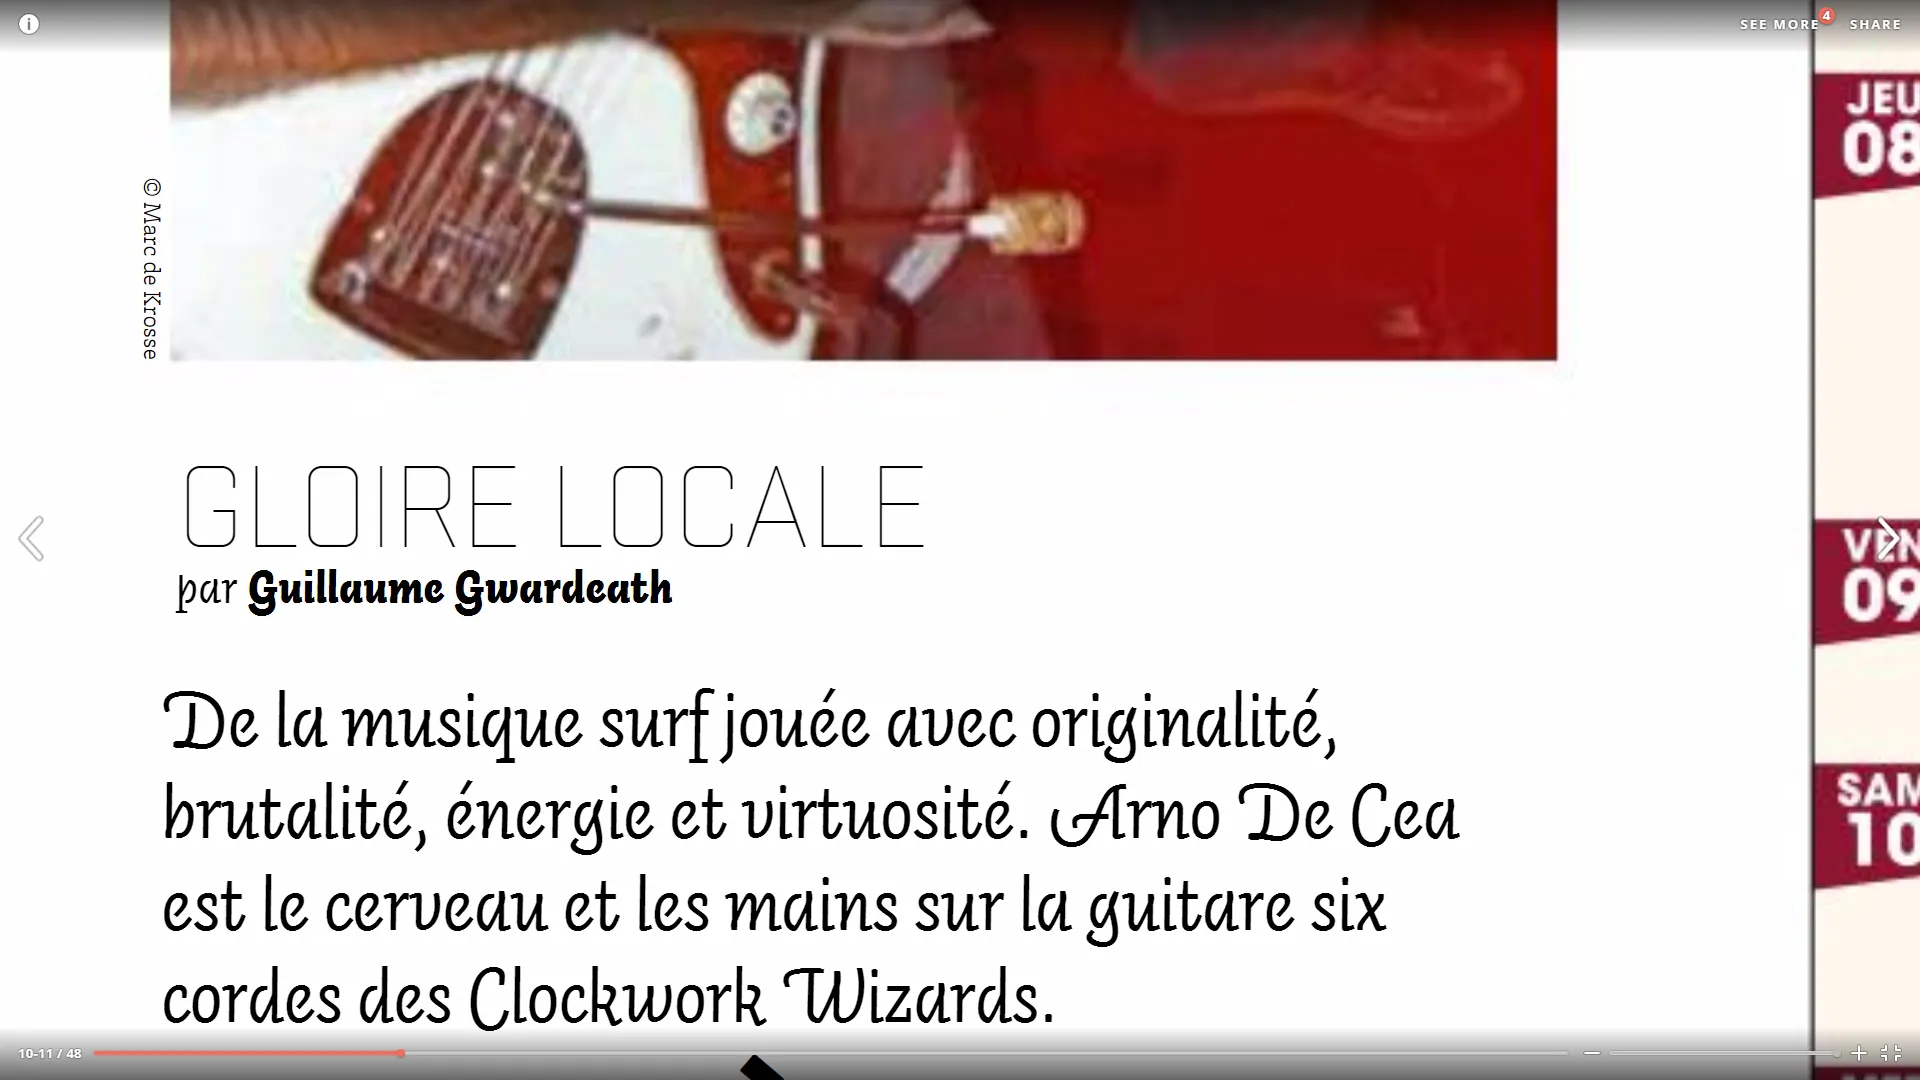 SEE MORE 4 SHARE
© Marc de Krosse
GLOIRE LOCALE
par Guillaume Gwardeath
De la musique surf jouée avec originalité,
brutalité, énergie et virtuosité. Arno De Cea
est le cerveau et les mains sur la guitare six
cordes des Clockwork Wizards.
JEU
08
VEN
09
SAM
10
10-11 / 48